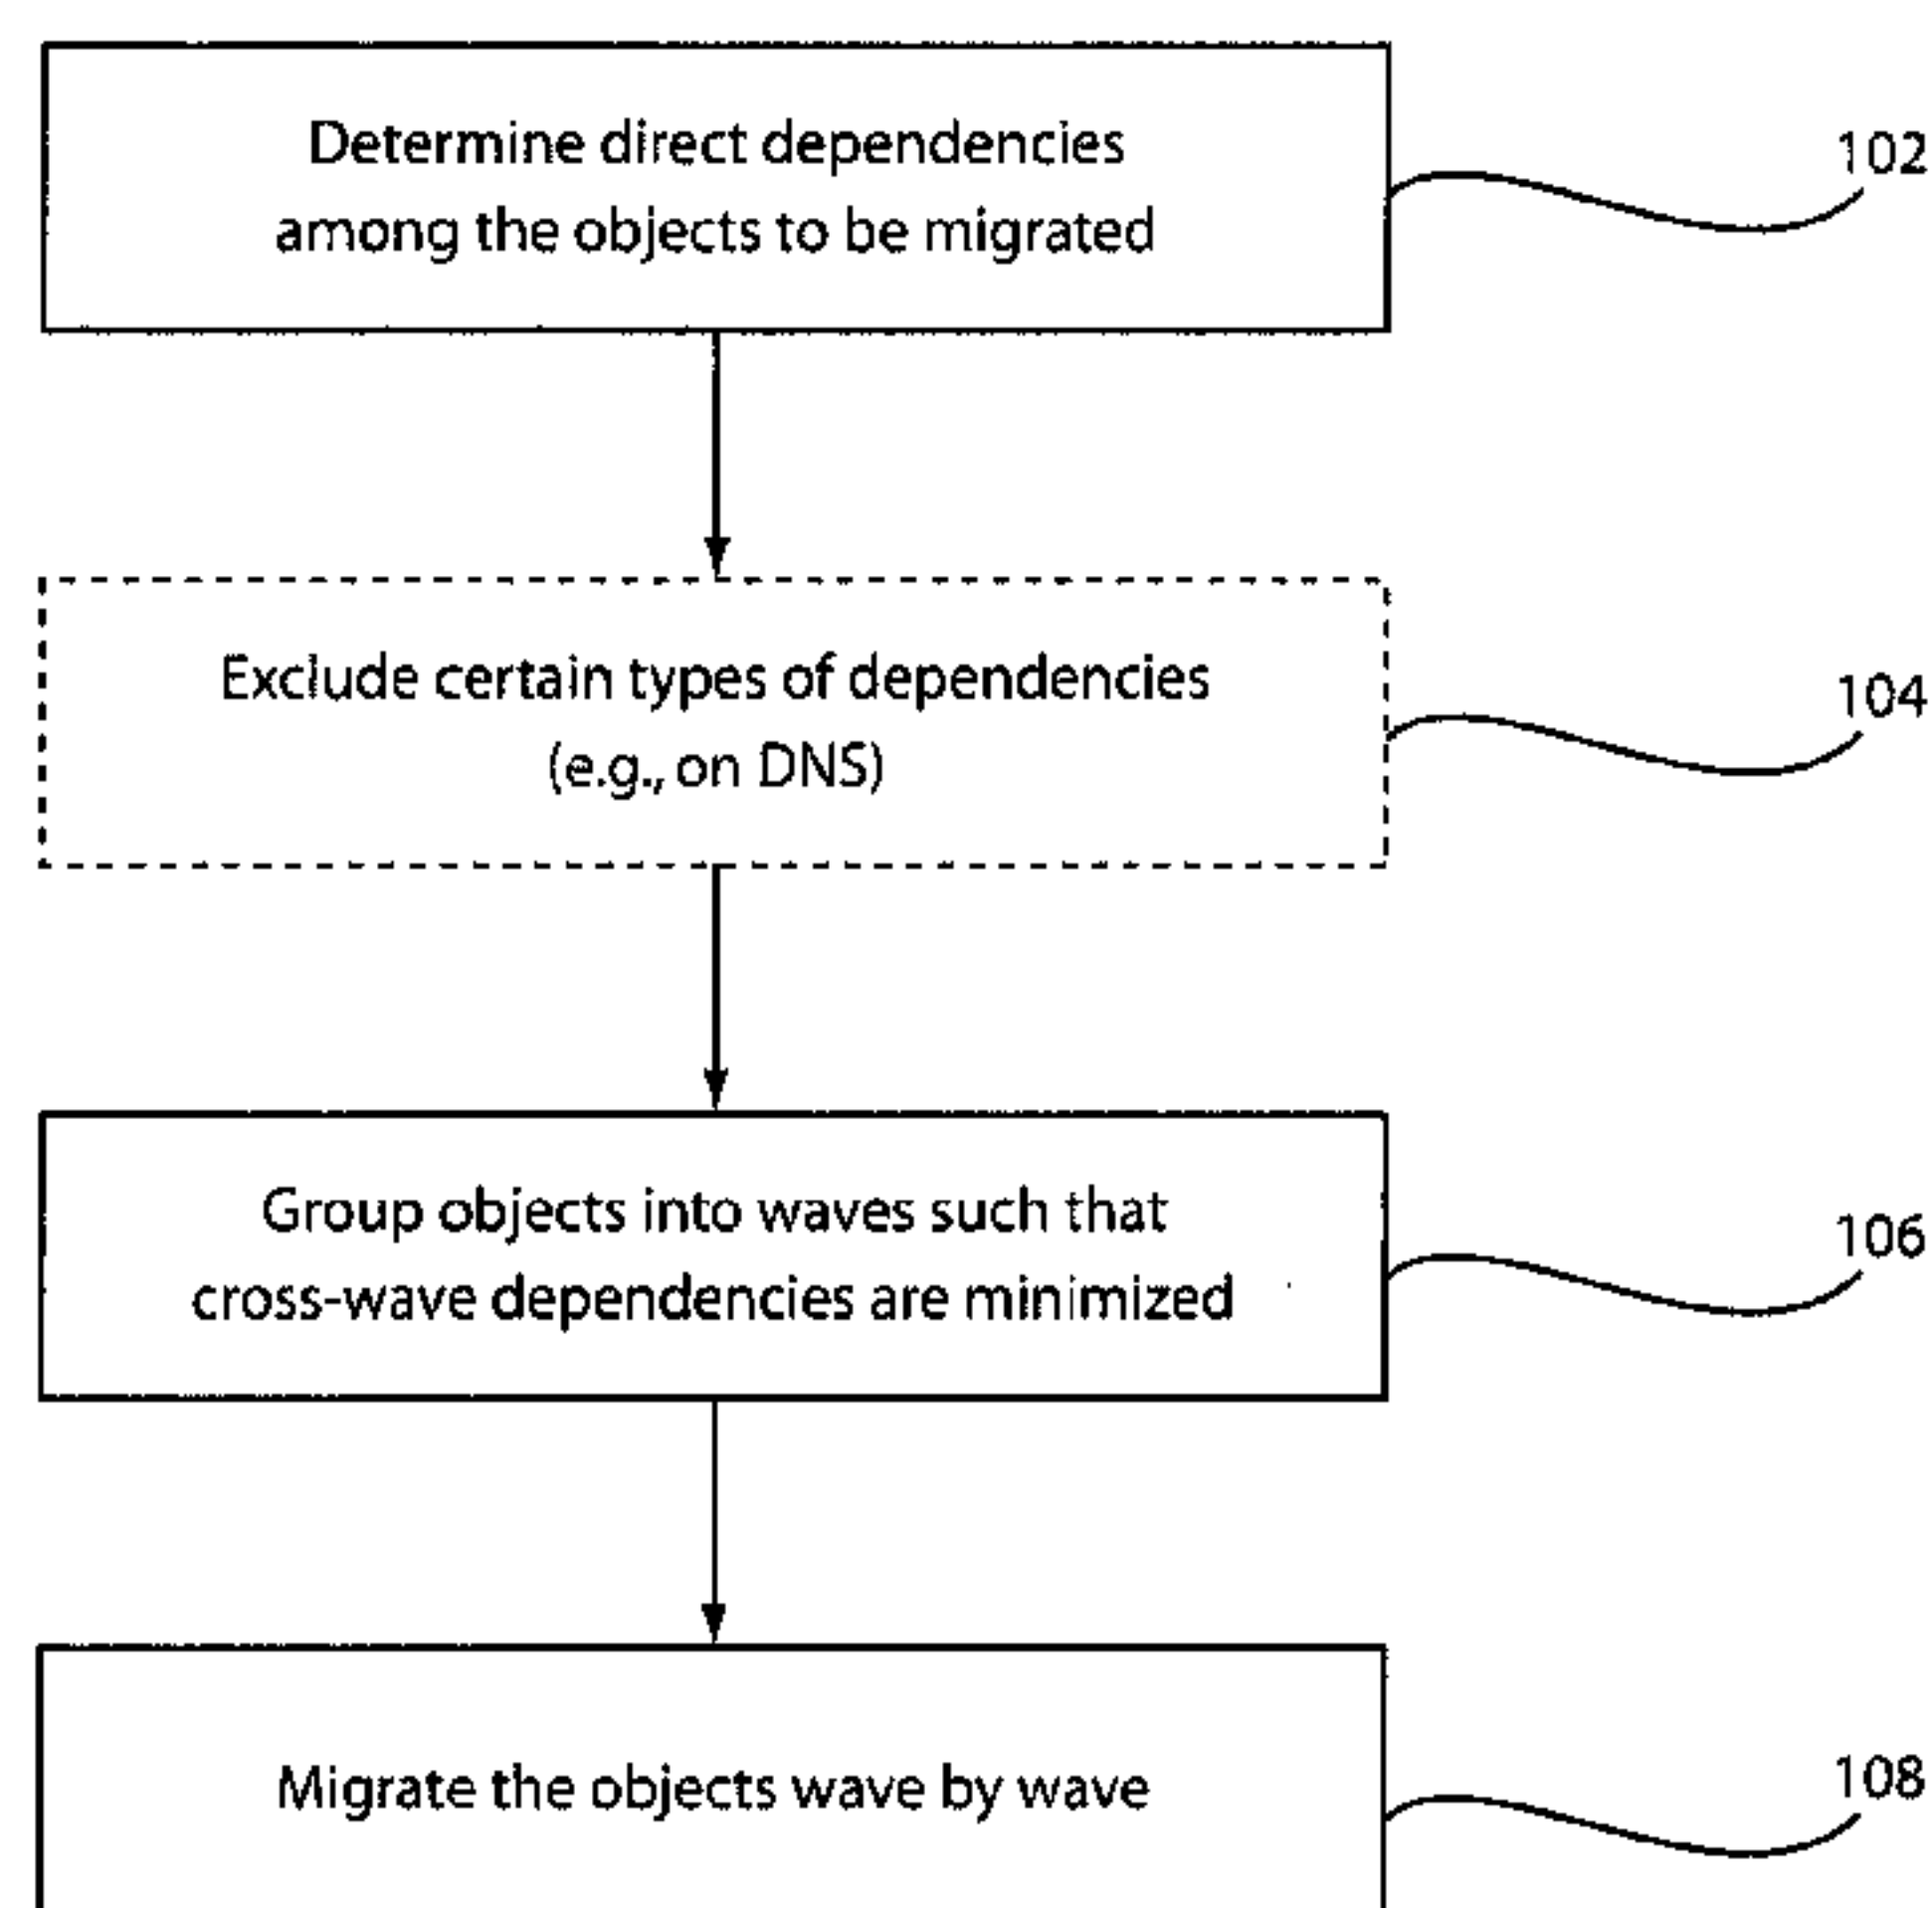 Determine direct dependencies
among the objects to be migrated
102
Exclude certain types of dependencies
(e.g., on DNS)
104
Group objects into waves such that
cross-wave dependencies are minimized
106
Migrate the objects wave by wave
108